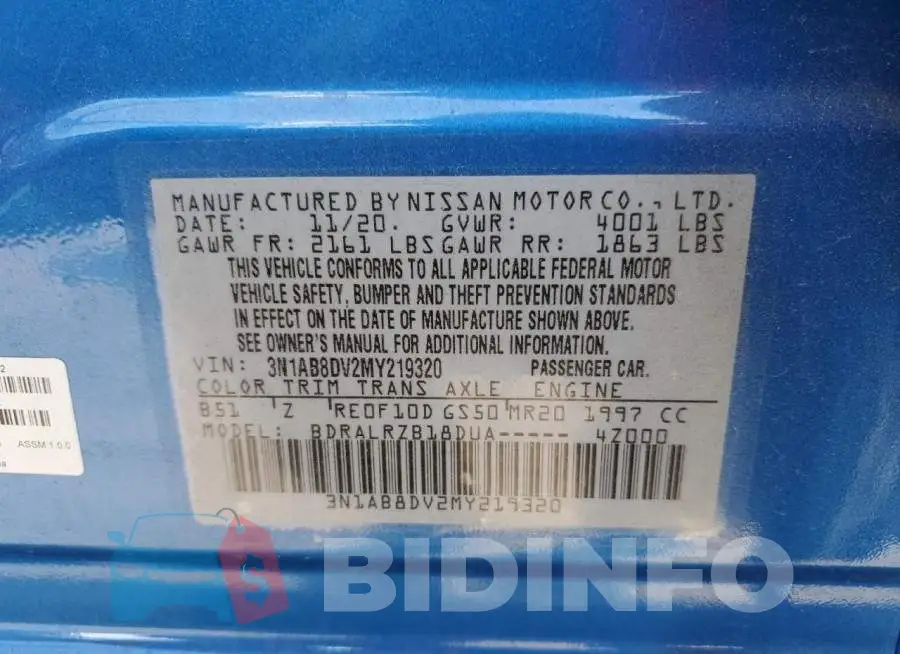 MANUFACTURED BY NISSAN MOTOR CO., LTD.
DATE: 11/20. GVWR: 4001 LBS
GAWR FR: 2161 LBS GAWR RR: 1863 LBS
THIS VEHICLE CONFORMS TO ALL APPLICABLE FEDERAL MOTOR
VEHICLE SAFETY, BUMPER AND THEFT PREVENTION STANDARDS
IN EFFECT ON THE DATE OF MANUFACTURE SHOWN ABOVE.
SEE OWNER'S MANUAL FOR ADDITIONAL INFORMATION.
VIN: 3N1AB8DV2MY219320 PASSENGER CAR.
COLOR TRIM TRANS AXLE ENGINE
B51 Z RE0F10D GS50 MR20 1997 CC
MODEL: BDRALRZB18DUA----- 4Z000
3N1AB8DV2MY219320
ASSM 1.0.0
$ BIDINFO